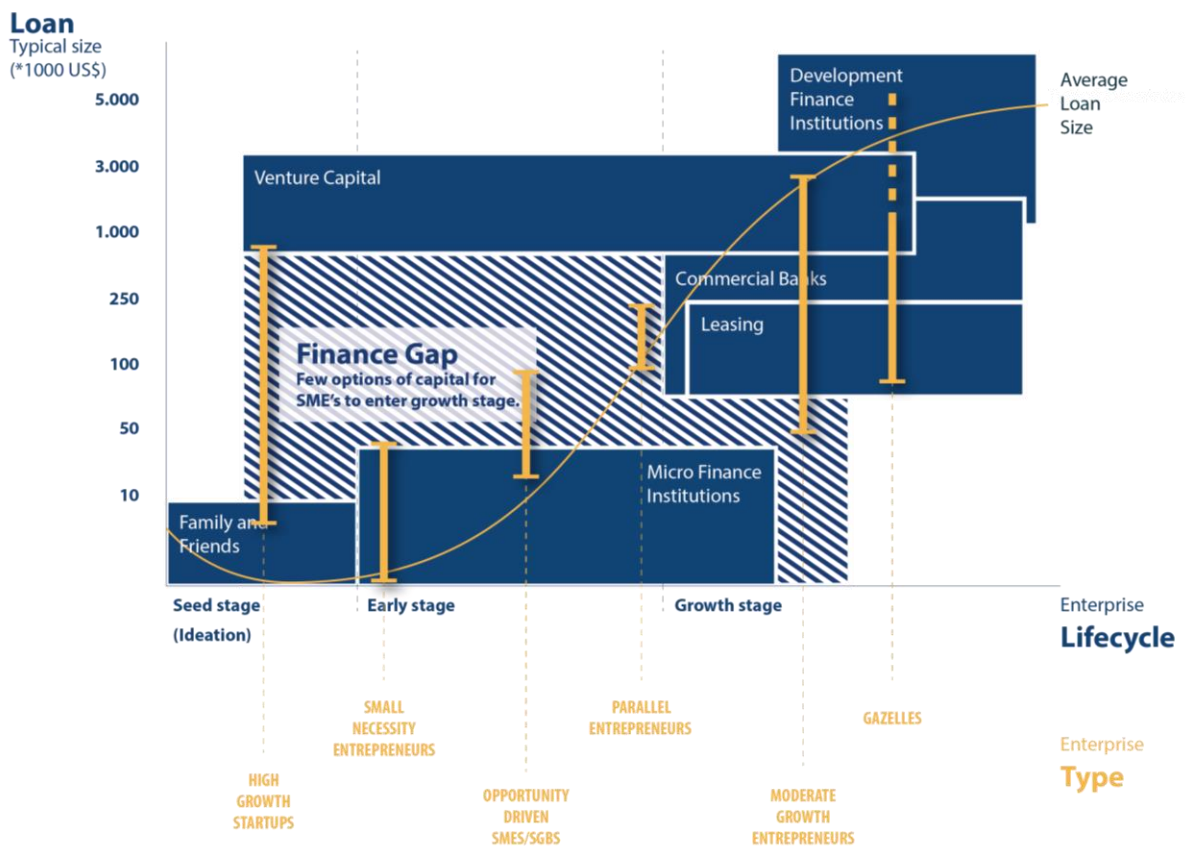 Loan
Typical size
(*1000 US$)
5.000
3.000
1.000
250
100
50
10
Development
Finance
Institutions
Average
Loan
Size
Venture Capital
Commercial Banks
Leasing
Finance Gap
Few options of capital for
SME's to enter growth stage.
Micro Finance
Institutions
Family and
Friends
Seed stage
(Ideation)
Early stage
Growth stage
Enterprise
Lifecycle
SMALL
NECESSITY
ENTREPRENEURS
PARALLEL
ENTREPRENEURS
GAZELLES
Enterprise
Type
HIGH
GROWTH
STARTUPS
OPPORTUNITY
DRIVEN
SMES/SGBS
MODERATE
GROWTH
ENTREPRENEURS